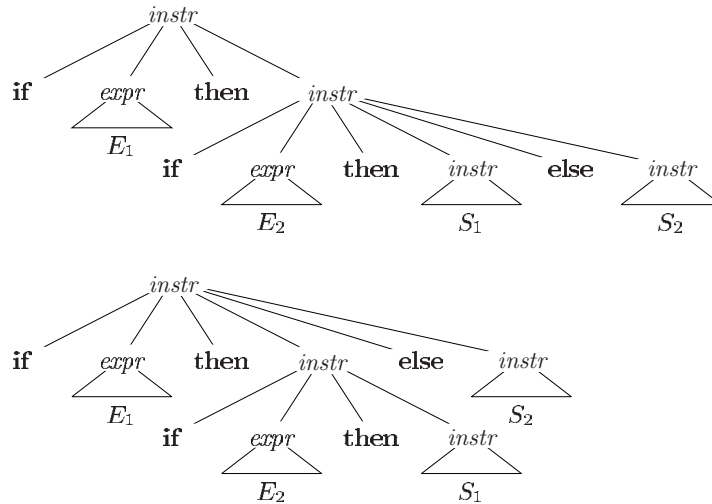 instr
if expr then instr
E₁
if expr then instr else instr
E₂ S₁ S₂
instr
if expr then instr else instr
E₁ S₂
if expr then instr
E₂ S₁